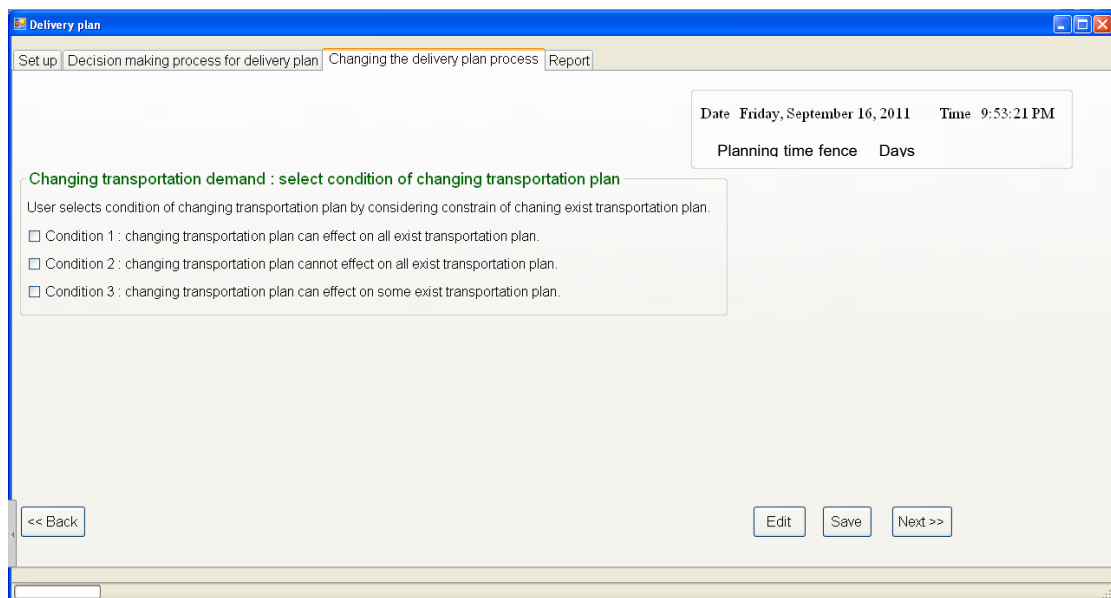 Delivery plan
Set up Decision making process for delivery plan Changing the delivery plan process Report
Date Friday, September 16, 2011 Time 9:53:21 PM
Planning time fence Days
Changing transportation demand : select condition of changing transportation plan
User selects condition of changing transportation plan by considering constrain of chaning exist transportation plan.
Condition 1 : changing transportation plan can effect on all exist transportation plan.
Condition 2 : changing transportation plan cannot effect on all exist transportation plan.
Condition 3 : changing transportation plan can effect on some exist transportation plan.
<< Back Edit Save Next >>